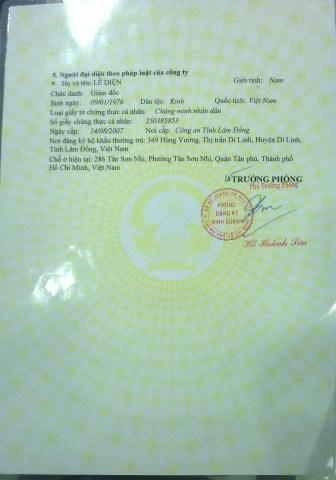 5. Người đại diện theo pháp luật của công ty
* Họ và tên: LÊ DIỆN Giới tính: Nam
Chức danh: Giám đốc
Sinh ngày: 09/01/1976 Dân tộc: Kinh Quốc tịch: Việt Nam
Loại giấy tờ chứng thực cá nhân: Chứng minh nhân dân
Số giấy chứng thực cá nhân: 250385853
Ngày cấp: 14/08/2007 Nơi cấp: Công an Tỉnh Lâm Đồng
Nơi đăng ký hộ khẩu thường trú: 349 Hùng Vương, Thị trấn Di Linh, Huyện Di Linh,
Tỉnh Lâm Đồng, Việt Nam
Chỗ ở hiện tại: 286 Tân Sơn Nhì, Phường Tân Sơn Nhì, Quận Tân phú, Thành phố
Hồ Chí Minh, Việt Nam
TRƯỞNG PHÒNG
Phó Trưởng Phòng
PHÒNG
ĐĂNG KÝ
KINH DOANH
Hồ Hoành Sơn